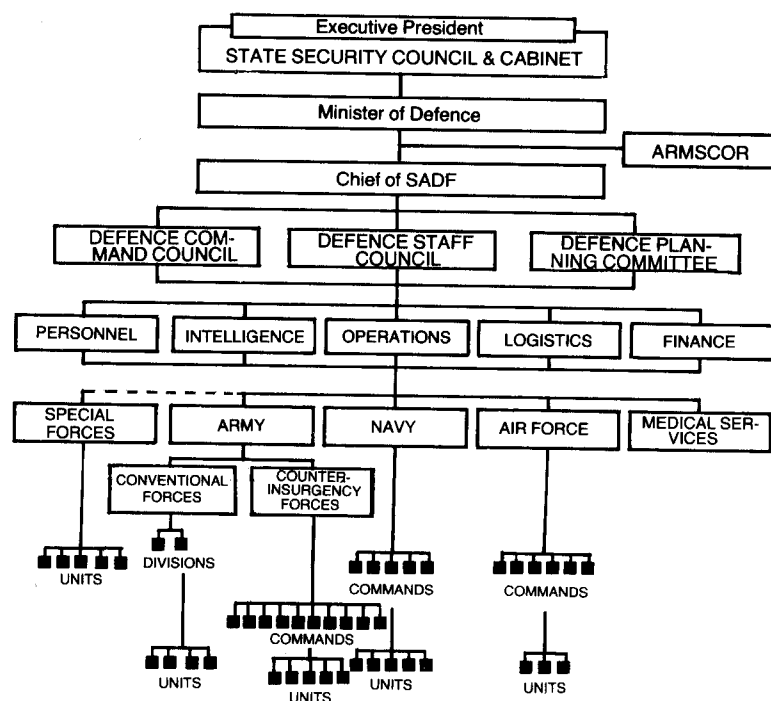 Executive President
STATE SECURITY COUNCIL & CABINET
Minister of Defence
ARMSCOR
Chief of SADF
DEFENCE COM-
MAND COUNCIL
DEFENCE STAFF
COUNCIL
DEFENCE PLAN-
NING COMMITTEE
PERSONNEL
INTELLIGENCE
OPERATIONS
LOGISTICS
FINANCE
SPECIAL
FORCES
ARMY
NAVY
AIR FORCE
MEDICAL SER-
VICES
CONVENTIONAL
FORCES
COUNTER-
INSURGENCY
FORCES
UNITS
DIVISIONS
COMMANDS
COMMANDS
COMMANDS
UNITS
UNITS
UNITS
UNITS